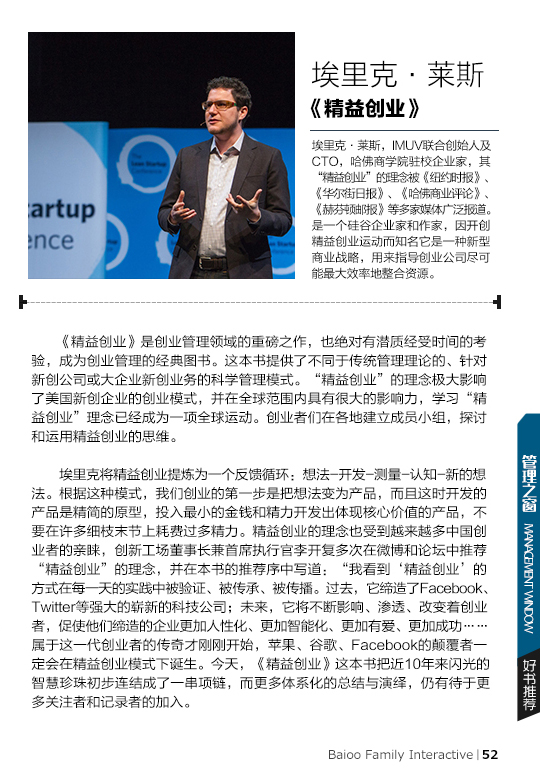 The
Lean Startup
Conference
Startup
ence
埃里克·莱斯
《精益创业》
埃里克·莱斯，IMUV联合创始人及
CTO，哈佛商学院驻校企业家，其
“精益创业”的理念被《纽约时报》、
《华尔街日报》、《哈佛商业评论》、
《赫芬顿邮报》等多家媒体广泛报道。
是一个硅谷企业家和作家，因开创
精益创业运动而知名它是一种新型
商业战略，用来指导创业公司尽可
能最大效率地整合资源。
《精益创业》是创业管理领域的重磅之作，也绝对有潜质经受时间的考
验，成为创业管理的经典图书。这本书提供了不同于传统管理理论的、针对
新创公司或大企业新创业务的科学管理模式。“精益创业”的理念极大影响
了美国新创企业的创业模式，并在全球范围内具有很大的影响力，学习“精
益创业”理念已经成为一项全球运动。创业者们在各地建立成员小组，探讨
和运用精益创业的思维。
埃里克将精益创业提炼为一个反馈循环：想法–开发–测量–认知–新的想
法。根据这种模式，我们创业的第一步是把想法变为产品，而且这时开发的
产品是精简的原型，投入最小的金钱和精力开发出体现核心价值的产品，不
要在许多细枝末节上耗费过多精力。精益创业的理念也受到越来越多中国创
业者的亲睐，创新工场董事长兼首席执行官李开复多次在微博和论坛中推荐
“精益创业”的理念，并在本书的推荐序中写道：“我看到‘精益创业’的
方式在每一天的实践中被验证、被传承、被传播。过去，它缔造了Facebook、
Twitter等强大的崭新的科技公司；未来，它将不断影响、渗透、改变着创业
者，促使他们缔造的企业更加人性化、更加智能化、更加有爱、更加成功……
属于这一代创业者的传奇才刚刚开始，苹果、谷歌、Facebook的颠覆者一
定会在精益创业模式下诞生。今天，《精益创业》这本书把近10年来闪光的
智慧珍珠初步连结成了一串项链，而更多体系化的总结与演绎，仍有待于更
多关注者和记录者的加入。
管理之窗 MANAGEMENT WINDOW
好书推荐
Baioo Family Interactive | 52